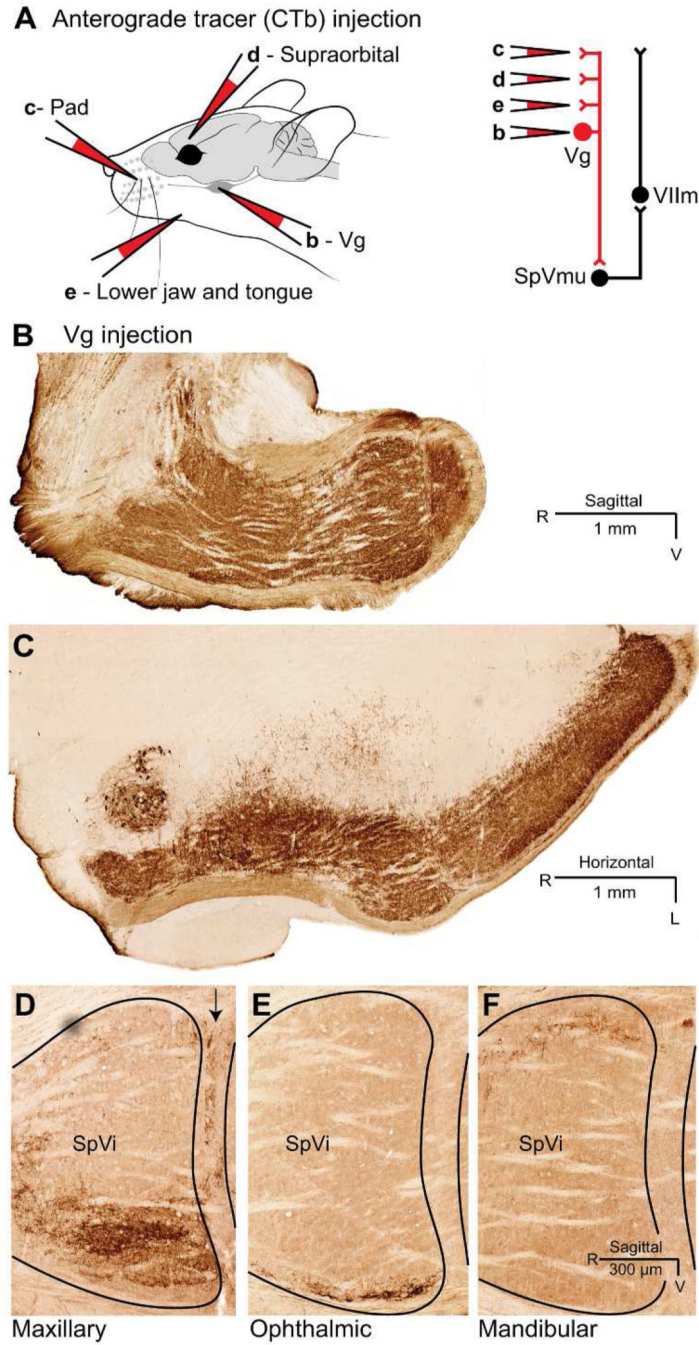 A Anterograde tracer (CTb) injection
d - Supraorbital
c- Pad
b - Vg
e - Lower jaw and tongue
c
d
e
b
Vg
VIIm
SpVmu
B Vg injection
Sagittal
R
1 mm
V
C
Horizontal
R
1 mm
L
D
SpVi
Maxillary
E
SpVi
Ophthalmic
F
SpVi
Sagittal
R
300 µm
V
Mandibular